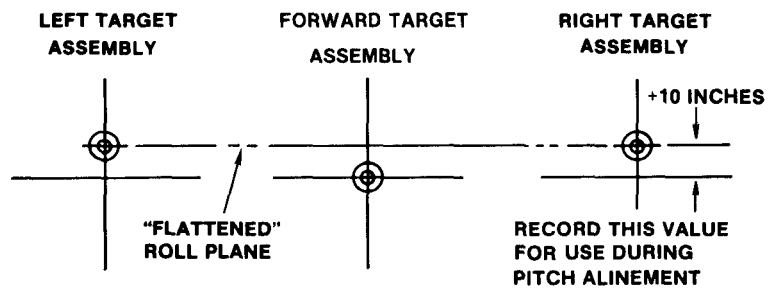 LEFT TARGET
ASSEMBLY
FORWARD TARGET
ASSEMBLY
RIGHT TARGET
ASSEMBLY
+10 INCHES
"FLATTENED"
ROLL PLANE
RECORD THIS VALUE
FOR USE DURING
PITCH ALINEMENT